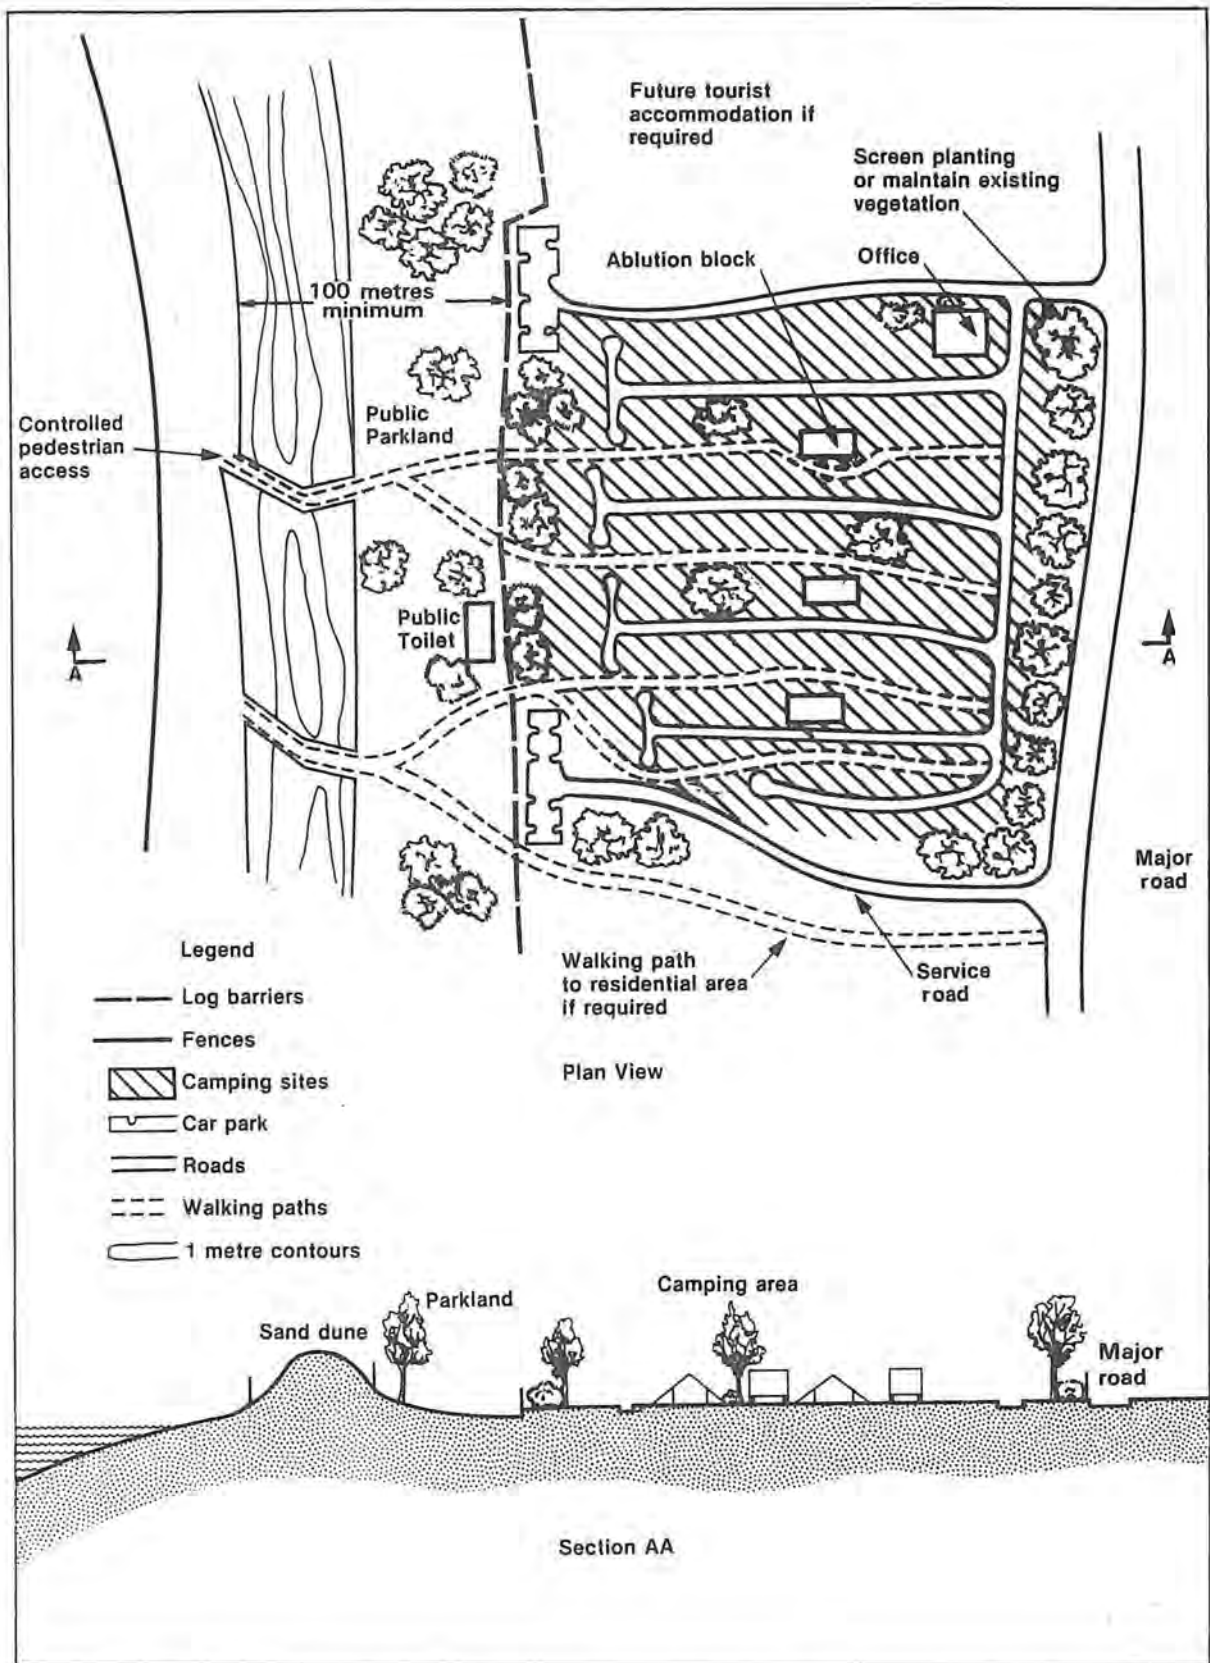 Future tourist
accommodation if
required
Screen planting
or maintain existing
vegetation
Ablution block
Office
100 metres
minimum
Controlled
pedestrian
access
Public
Parkland
Public
Toilet
A
A
Major
road
Walking path
to residential area
if required
Service
road
Legend
Log barriers
Fences
Camping sites
Car park
Roads
Walking paths
1 metre contours
Plan View
Camping area
Parkland
Sand dune
Major
road
Section AA